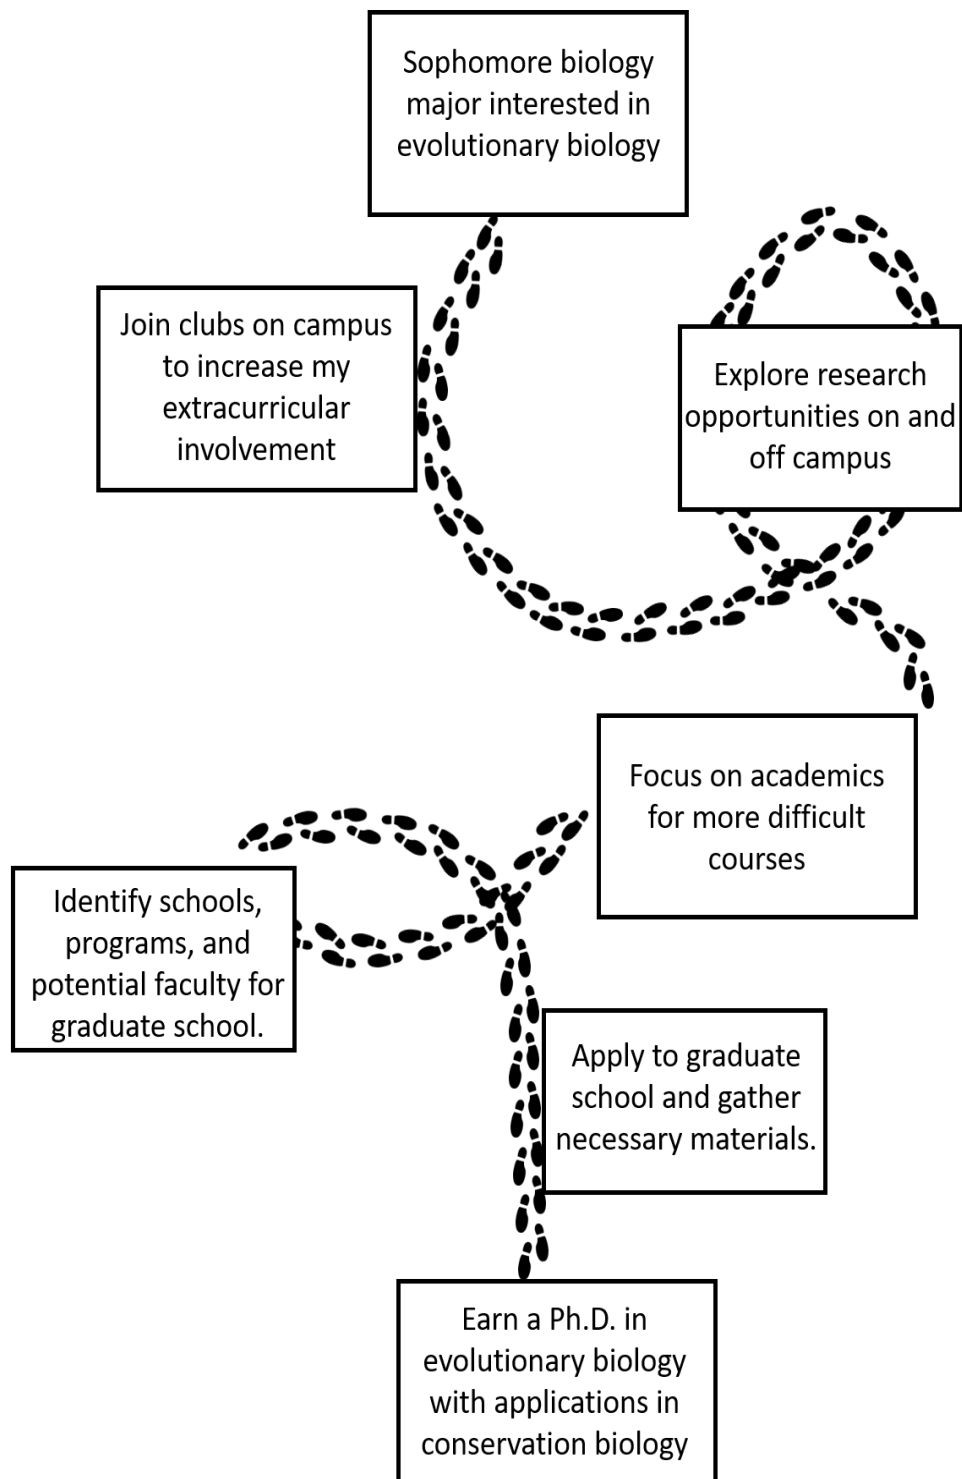 Sophomore biology
major interested in
evolutionary biology
Join clubs on campus
to increase my
extracurricular
involvement
Explore research
opportunities on and
off campus
Focus on academics
for more difficult
courses
Identify schools,
programs, and
potential faculty for
graduate school.
Apply to graduate
school and gather
necessary materials.
Earn a Ph.D. in
evolutionary biology
with applications in
conservation biology